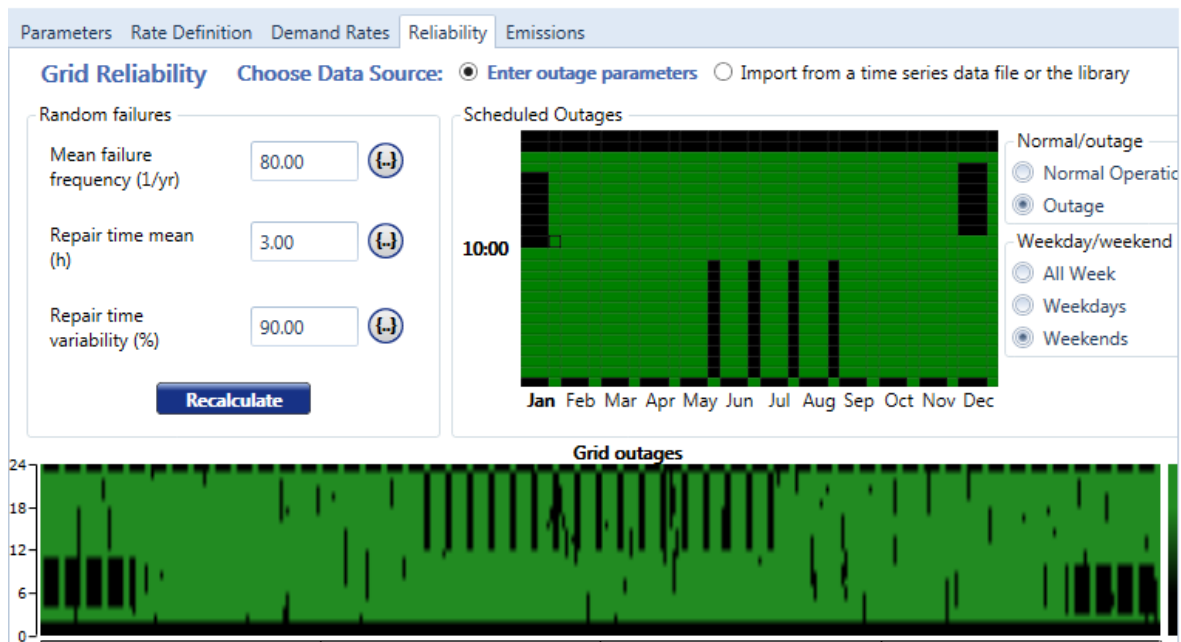 Parameters Rate Definition Demand Rates Reliability Emissions
Grid Reliability Choose Data Source: Enter outage parameters Import from a time series data file or the library
Random failures
Mean failure
frequency (1/yr)
80.00
{..}
Repair time mean
(h)
3.00
{..}
Repair time
variability (%)
90.00
{..}
Recalculate
Scheduled Outages
10:00
Jan Feb Mar Apr May Jun Jul Aug Sep Oct Nov Dec
Normal/outage
Normal Operatic
Outage
Weekday/weekend
All Week
Weekdays
Weekends
Grid outages
24
18
12
6
0